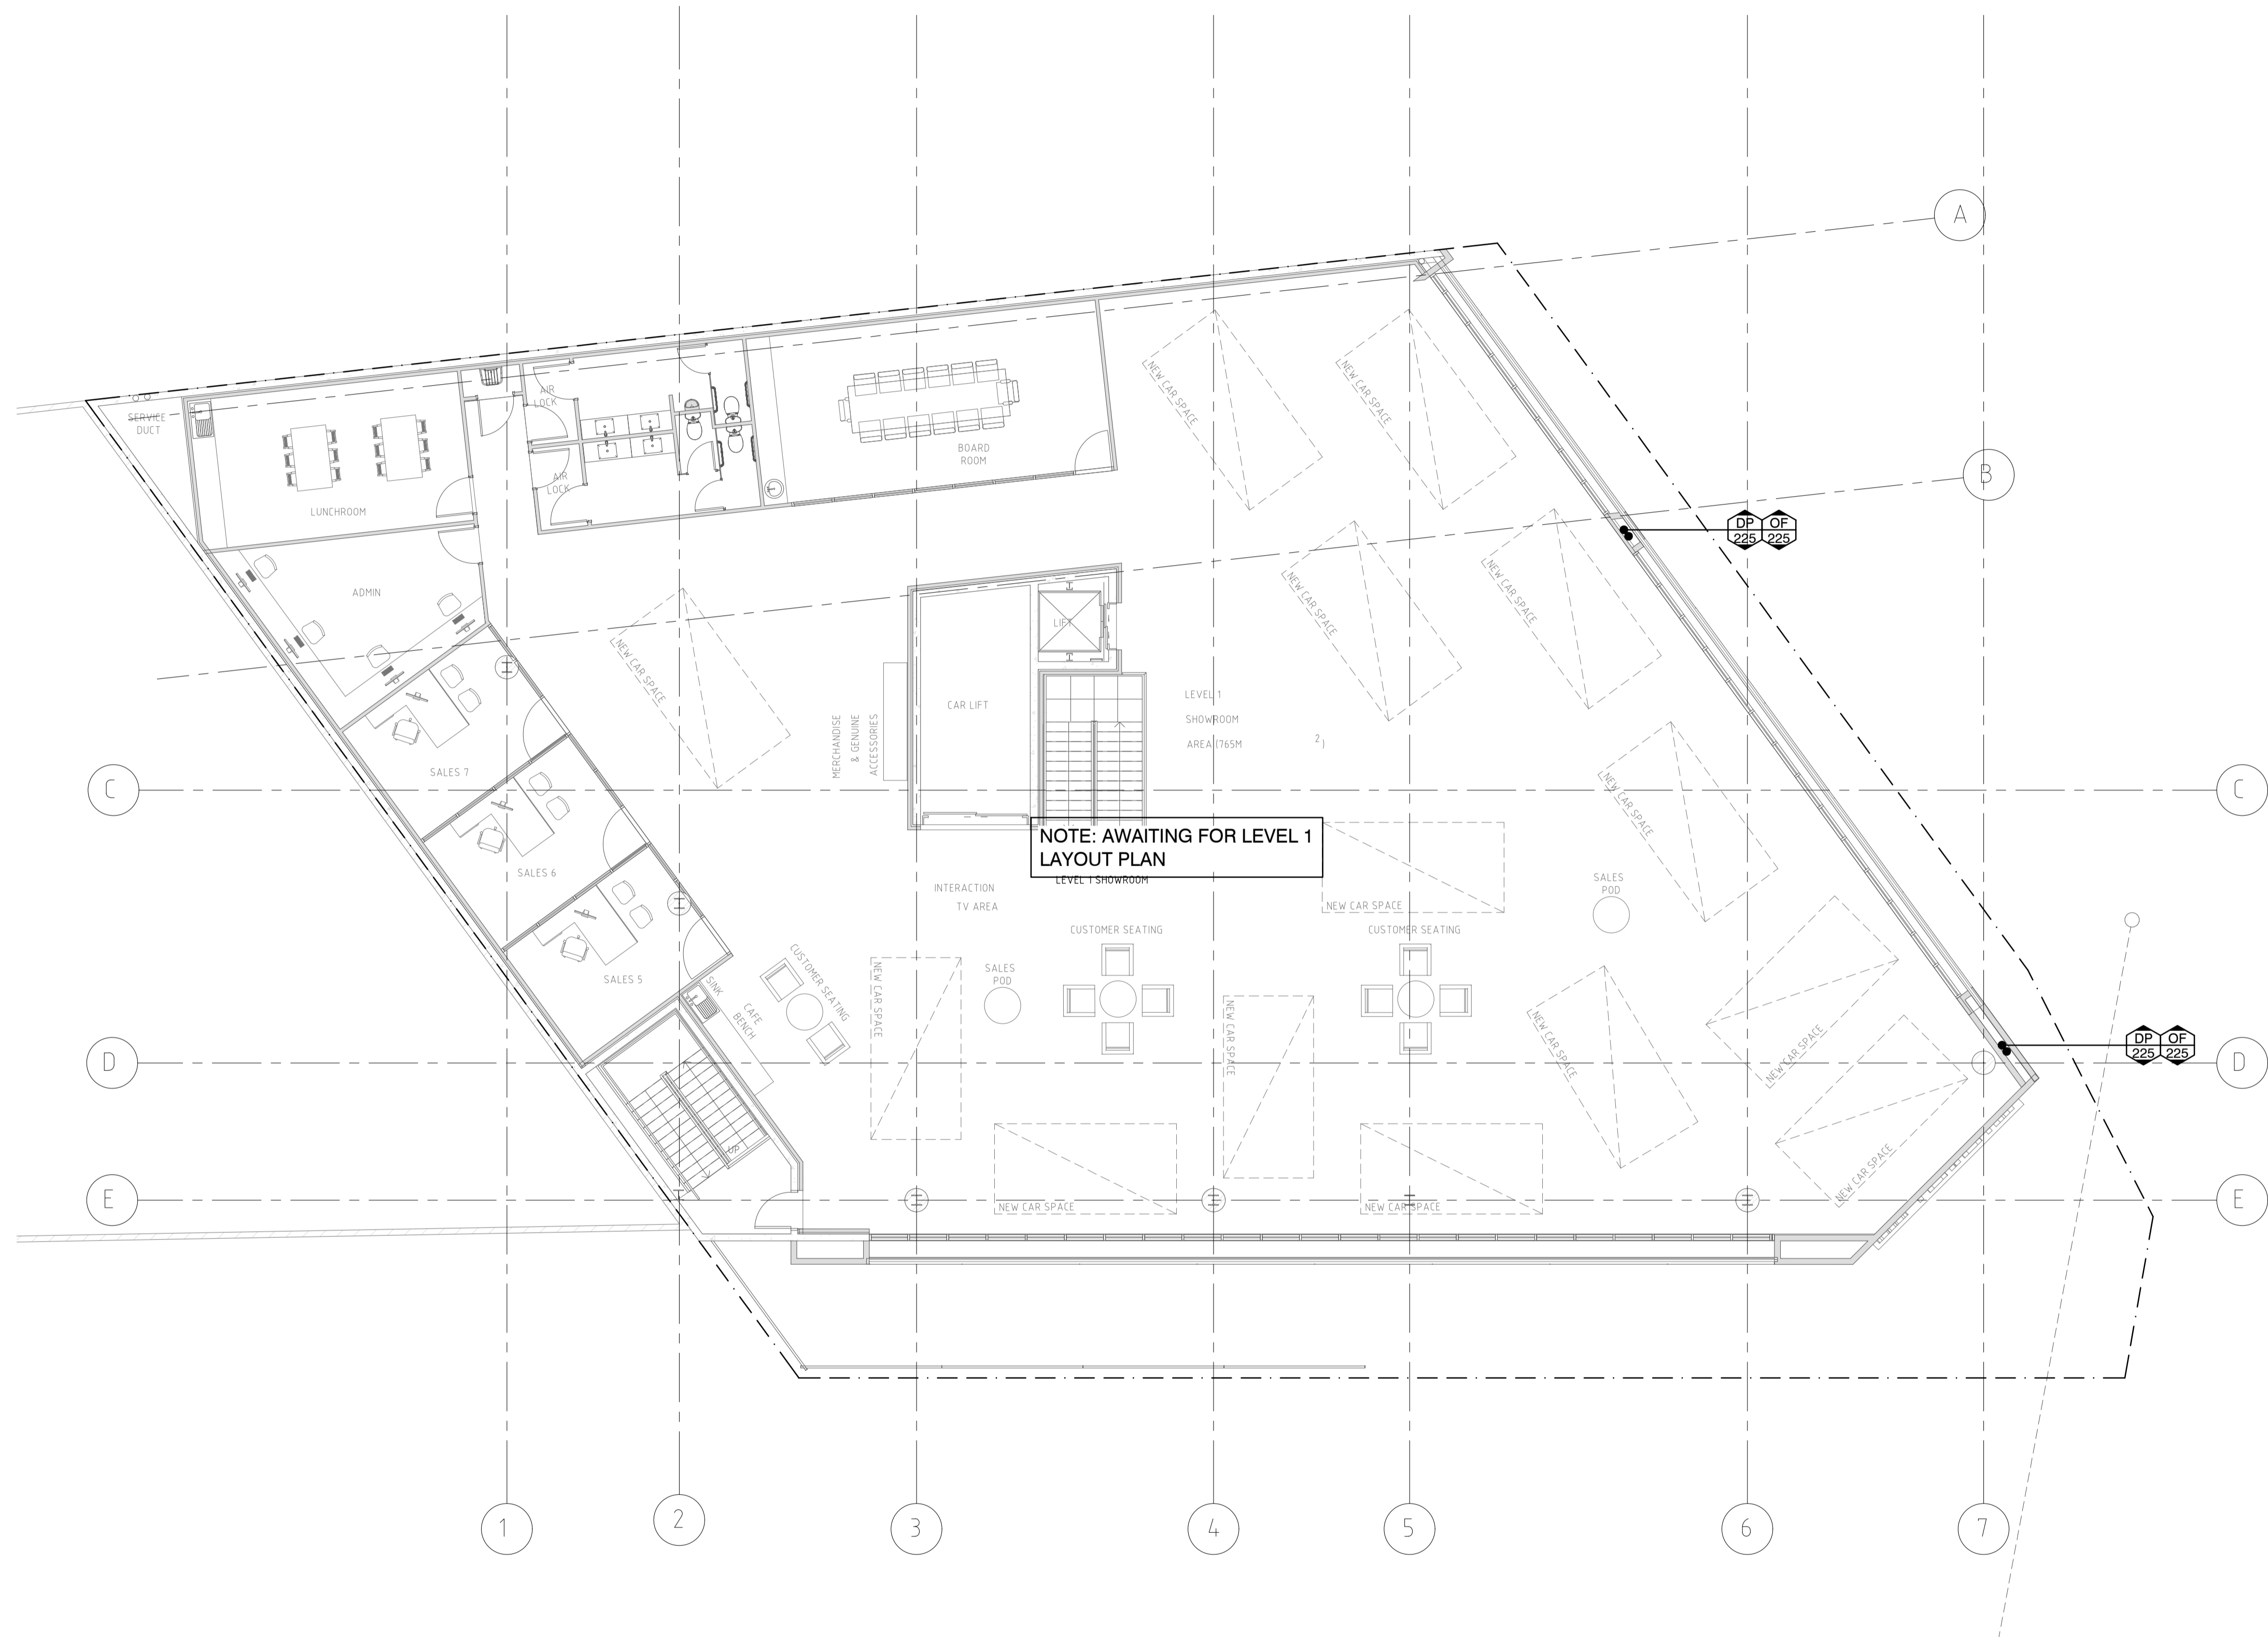 A
B
DP
225
OF
225
SERVICE
DUCT
AIR
LOCK
AIR
LOCK
LUNCHROOM
BOARD
ROOM
NEW CAR SPACE
NEW CAR SPACE
ADMIN
NEW CAR SPACE
NEW CAR SPACE
NEW CAR SPACE
LIFT
CAR LIFT
MERCHANDISE
& GENUINE
ACCESSORIES
LEVEL 1
SHOWROOM
AREA (765M 2)
SALES 7
C
C
NEW CAR SPACE
NOTE: AWAITING FOR LEVEL 1
LAYOUT PLAN
LEVEL 1 SHOWROOM
SALES 6
INTERACTION
TV AREA
NEW CAR SPACE
SALES
POD
CUSTOMER SEATING
CUSTOMER SEATING
CUSTOMER SEATING
SALES 5
SINK
CAFE
BENCH
NEW CAR SPACE
SALES
POD
NEW CAR SPACE
NEW CAR SPACE
NEW CAR SPACE
DP
225
OF
225
D
D
UP
NEW CAR SPACE
E
NEW CAR SPACE
NEW CAR SPACE
E
1
2
3
4
5
6
7